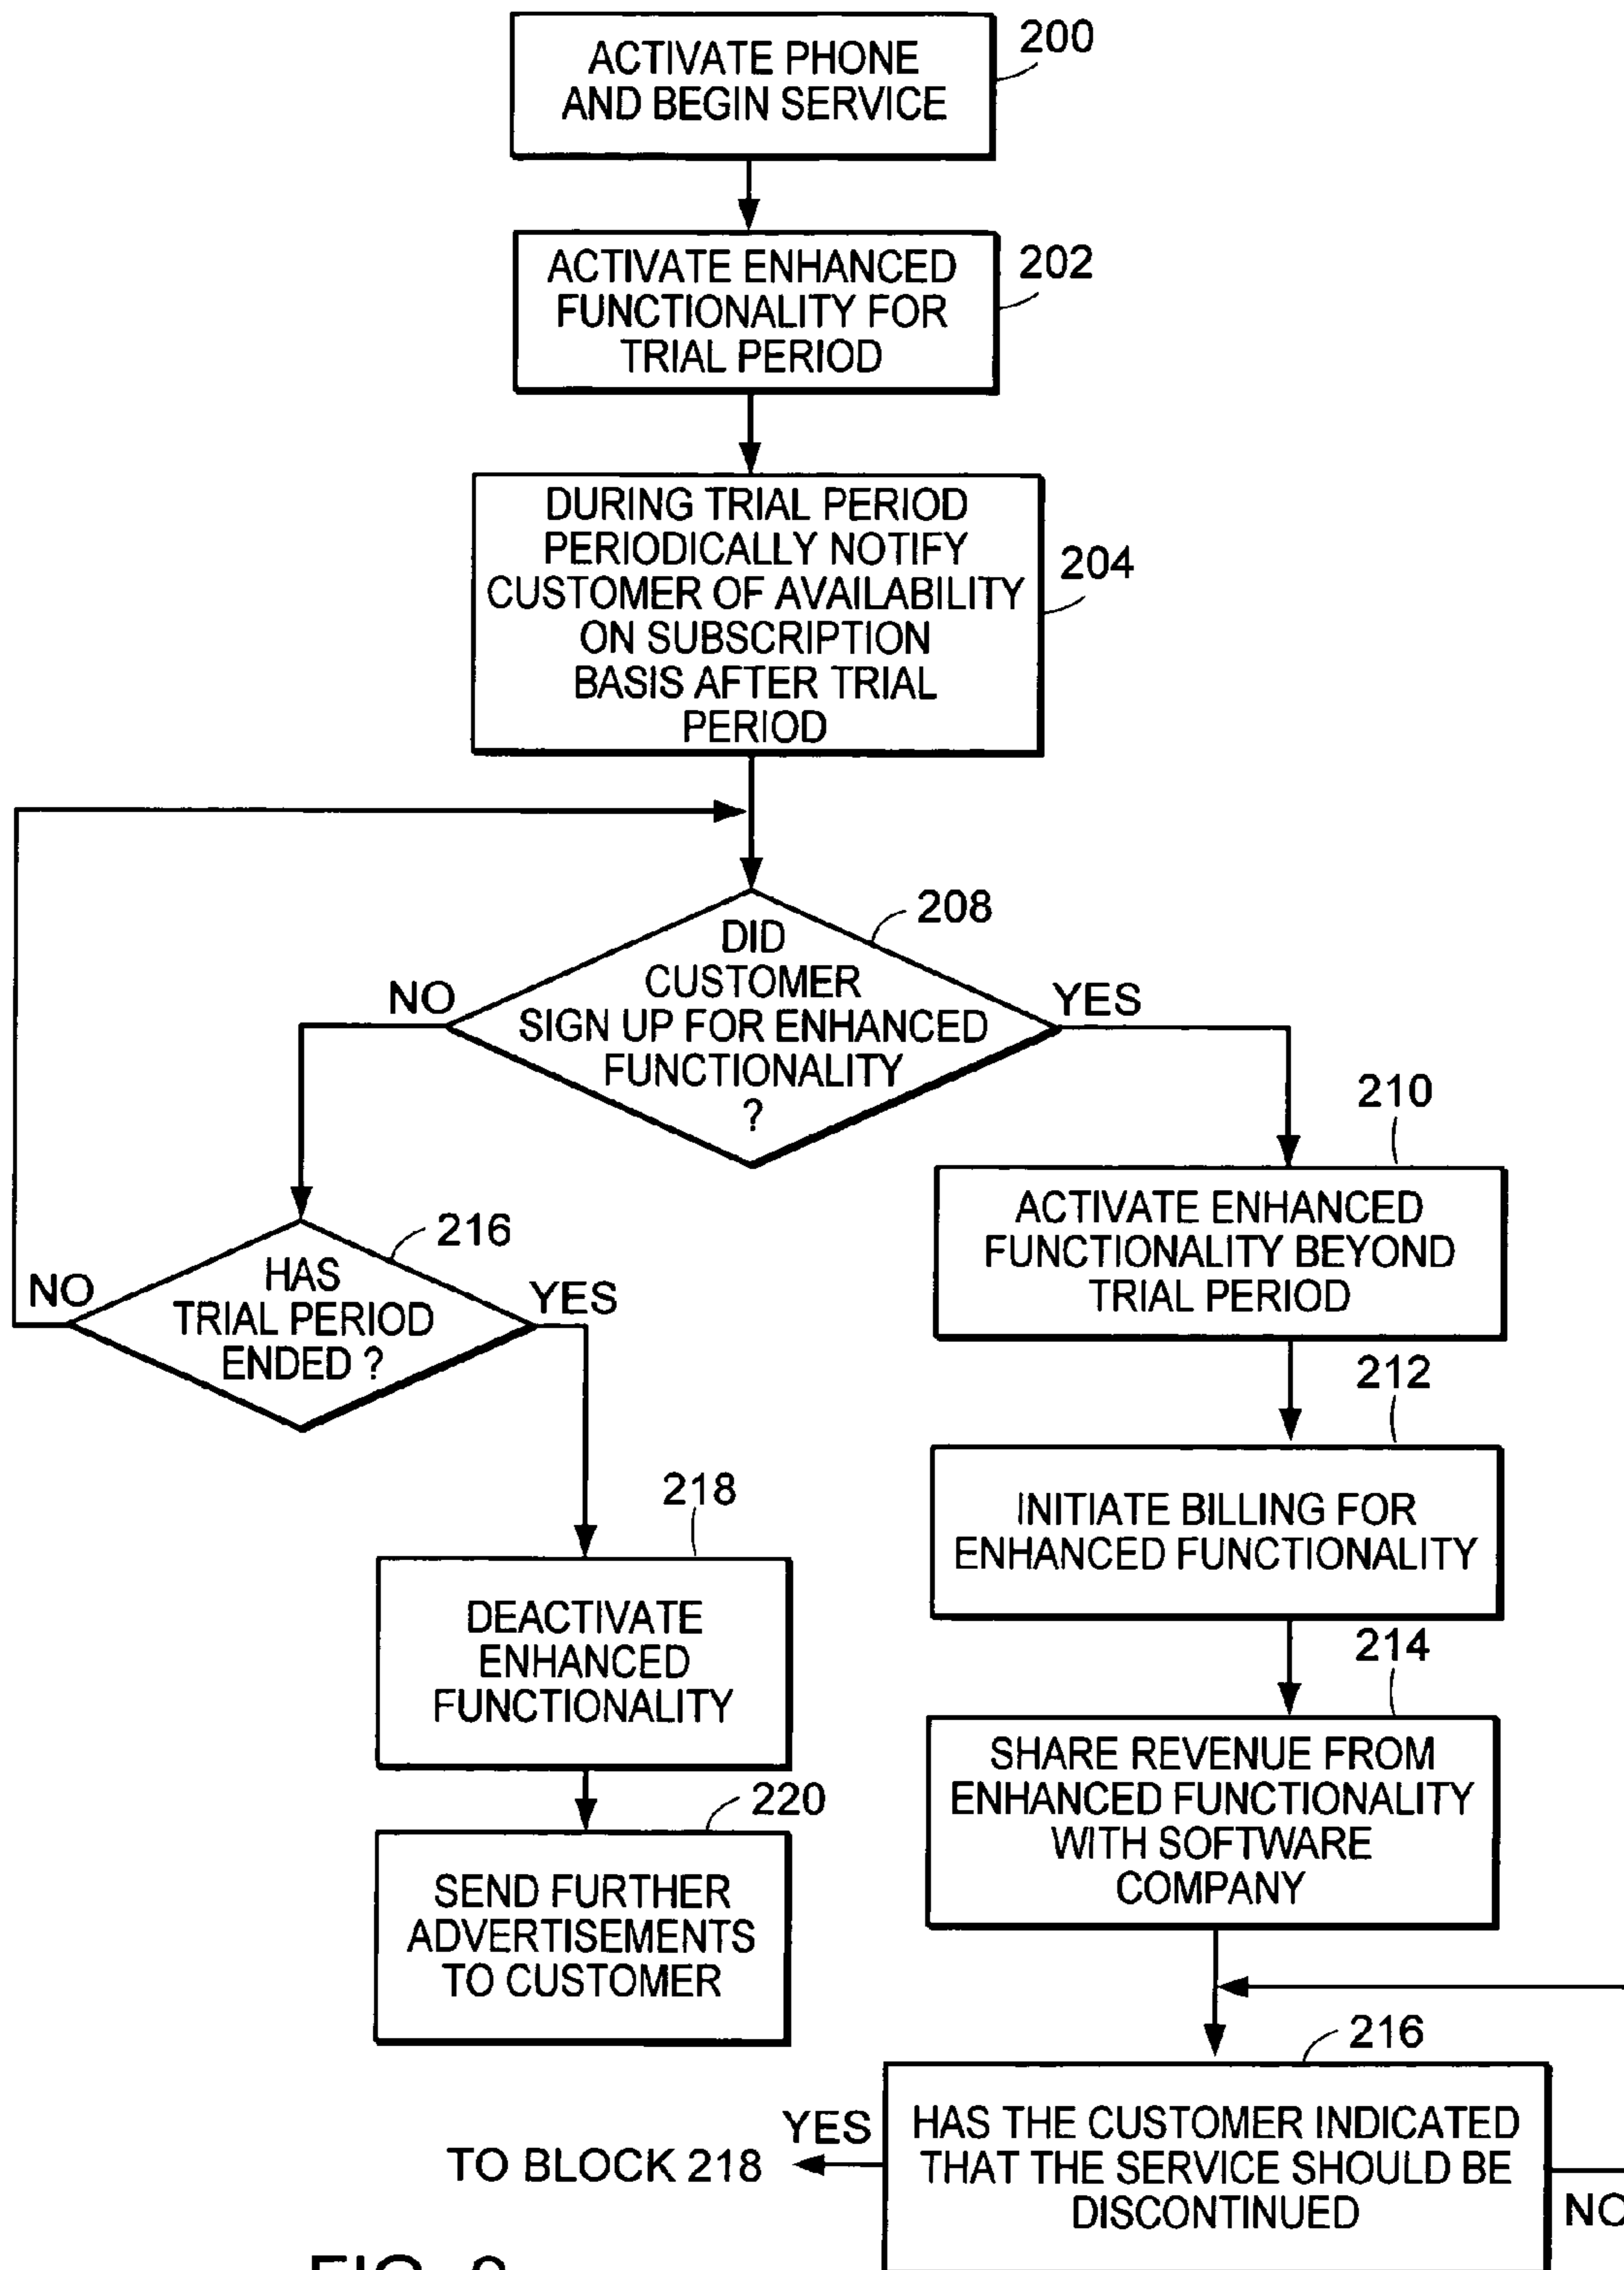 ACTIVATE PHONE
AND BEGIN SERVICE
200
ACTIVATE ENHANCED
FUNCTIONALITY FOR
TRIAL PERIOD
202
DURING TRIAL PERIOD
PERIODICALLY NOTIFY
CUSTOMER OF AVAILABILITY
ON SUBSCRIPTION
BASIS AFTER TRIAL
PERIOD
204
DID
CUSTOMER
SIGN UP FOR ENHANCED
FUNCTIONALITY
?
208
NO
YES
210
ACTIVATE ENHANCED
FUNCTIONALITY BEYOND
TRIAL PERIOD
216
HAS
TRIAL PERIOD
ENDED ?
NO
YES
212
INITIATE BILLING FOR
ENHANCED FUNCTIONALITY
218
DEACTIVATE
ENHANCED
FUNCTIONALITY
214
SHARE REVENUE FROM
ENHANCED FUNCTIONALITY
WITH SOFTWARE
COMPANY
220
SEND FURTHER
ADVERTISEMENTS
TO CUSTOMER
216
HAS THE CUSTOMER INDICATED
THAT THE SERVICE SHOULD BE
DISCONTINUED
YES
TO BLOCK 218
NO
FIG.